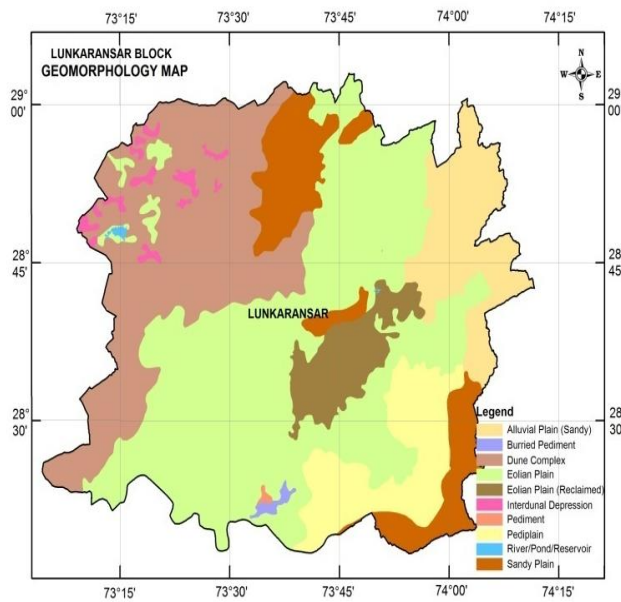 73°15' 73°30' 73°45' 74°00' 74°15'
LUNKARANSAR BLOCK
GEOMORPHOLOGY MAP
N
W E
S
29° 00'
29° 00'
28° 45'
28° 45'
LUNKARANSAR
28° 30'
28° 30'
Legend
Alluvial Plain (Sandy)
Burried Pediment
Dune Complex
Eolian Plain
Eolian Plain (Reclaimed)
Interdunal Depression
Pediment
Pediplain
River/Pond/Reservoir
Sandy Plain
73°15' 73°30' 73°45' 74°00' 74°15'